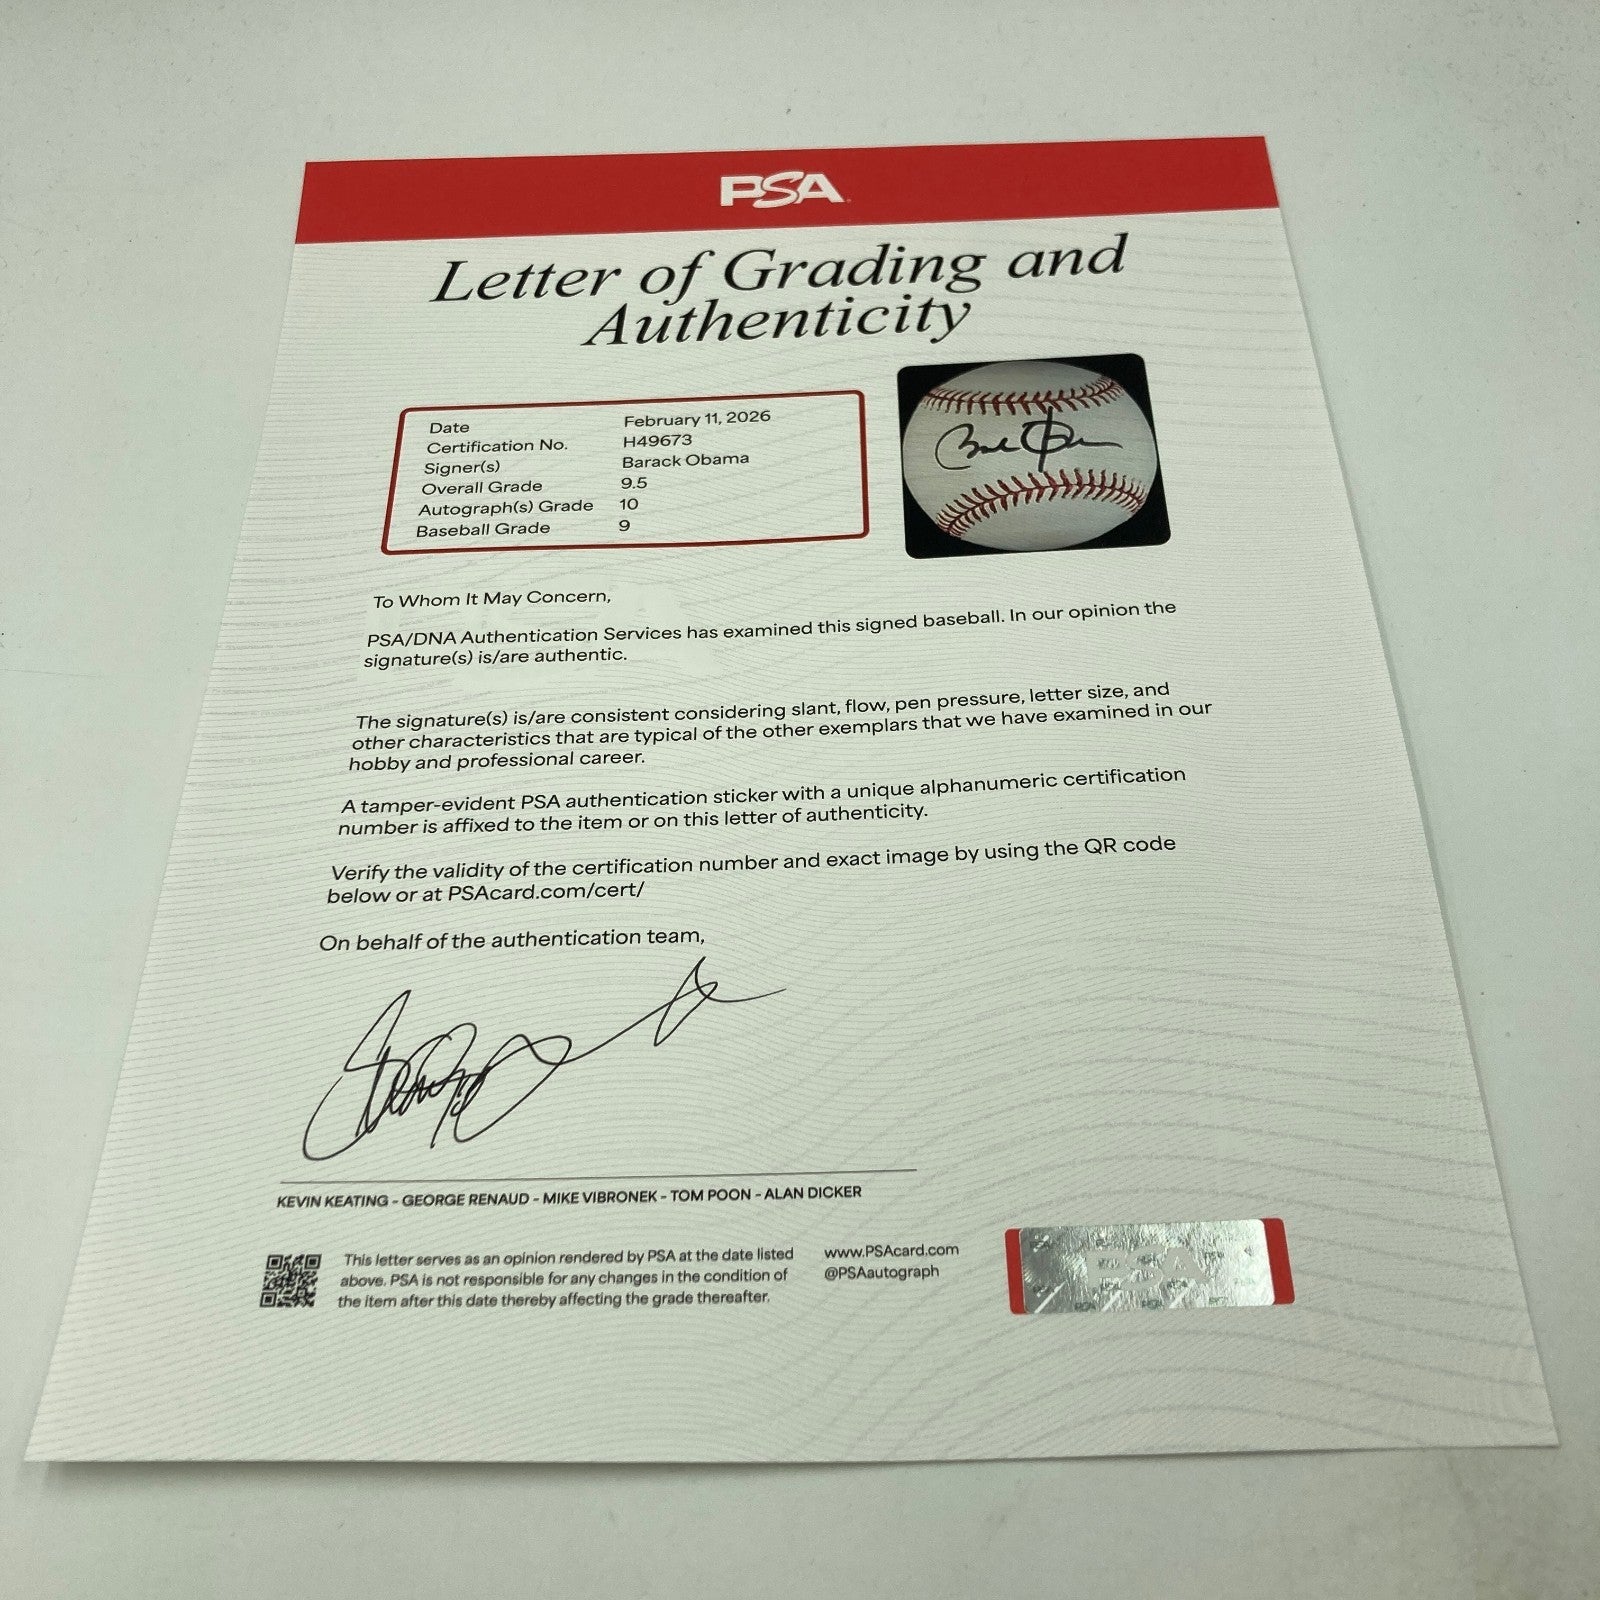 PSA
Letter of Grading and
Authenticity
Date February 11, 2026
Certification No. H49673
Signer(s) Barack Obama
Overall Grade 9.5
Autograph(s) Grade 10
Baseball Grade 9
To Whom It May Concern,
PSA/DNA Authentication Services has examined this signed baseball. In our opinion the
signature(s) is/are authentic.
The signature(s) is/are consistent considering slant, flow, pen pressure, letter size, and
other characteristics that are typical of the other exemplars that we have examined in our
hobby and professional career.
A tamper-evident PSA authentication sticker with a unique alphanumeric certification
number is affixed to the item or on this letter of authenticity.
Verify the validity of the certification number and exact image by using the QR code
below or at PSAcard.com/cert/
On behalf of the authentication team,
KEVIN KEATING - GEORGE RENAUD - MIKE VIBRONEK - TOM POON - ALAN DICKER
This letter serves as an opinion rendered by PSA at the date listed
above. PSA is not responsible for any changes in the condition of
the item after this date thereby affecting the grade thereafter.
www.PSAcard.com
@PSAautograph
PSA